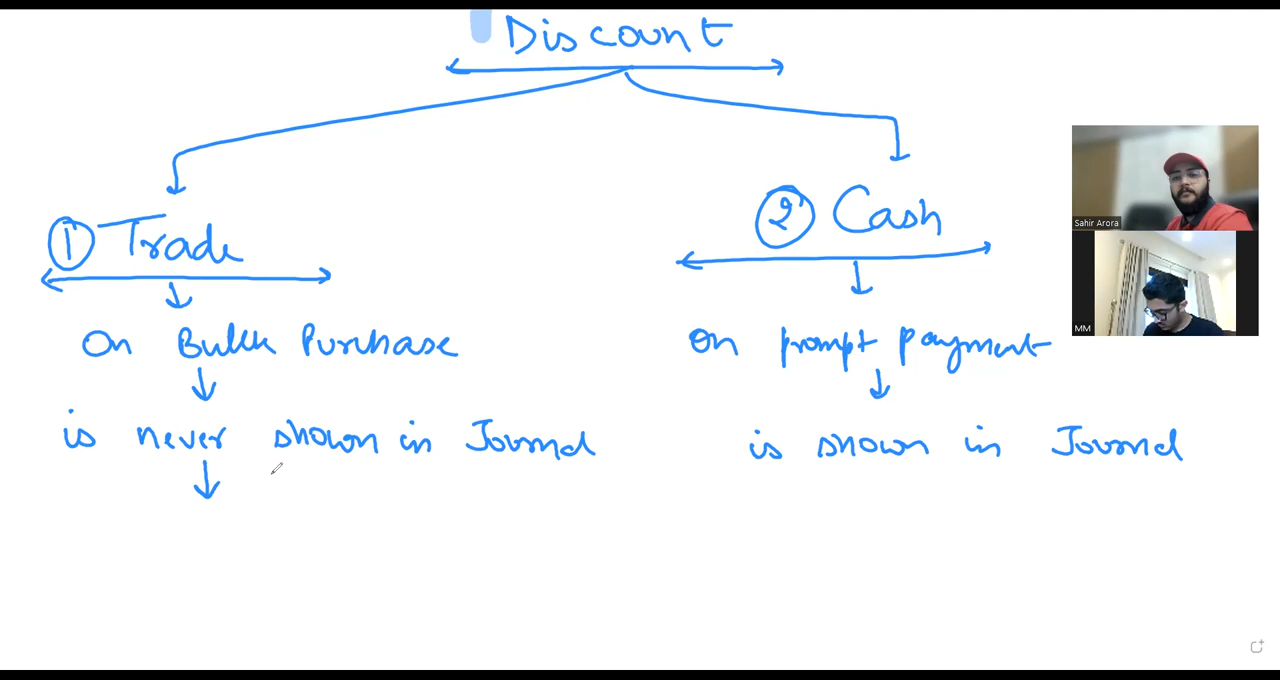 Discount
① Trade
② Cash
On Bulk Purchase
on prompt payment
is never shown in Journal
is shown in Journal
Sahir Arora
MM